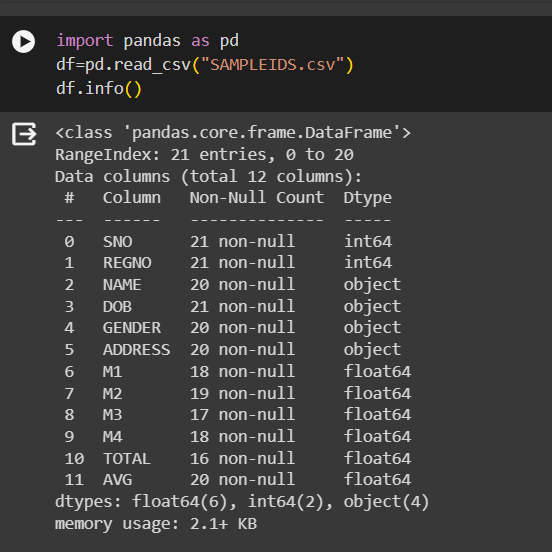 import pandas as pd
df=pd.read_csv("SAMPLEIDS.csv")
df.info()
<class 'pandas.core.frame.DataFrame'>
RangeIndex: 21 entries, 0 to 20
Data columns (total 12 columns):
 #   Column   Non-Null Count  Dtype
---  ------   --------------  -----
 0   SNO      21 non-null     int64
 1   REGNO    21 non-null     int64
 2   NAME     20 non-null     object
 3   DOB      21 non-null     object
 4   GENDER   20 non-null     object
 5   ADDRESS  20 non-null     object
 6   M1       18 non-null     float64
 7   M2       19 non-null     float64
 8   M3       17 non-null     float64
 9   M4       18 non-null     float64
 10  TOTAL    16 non-null     float64
 11  AVG      20 non-null     float64
dtypes: float64(6), int64(2), object(4)
memory usage: 2.1+ KB